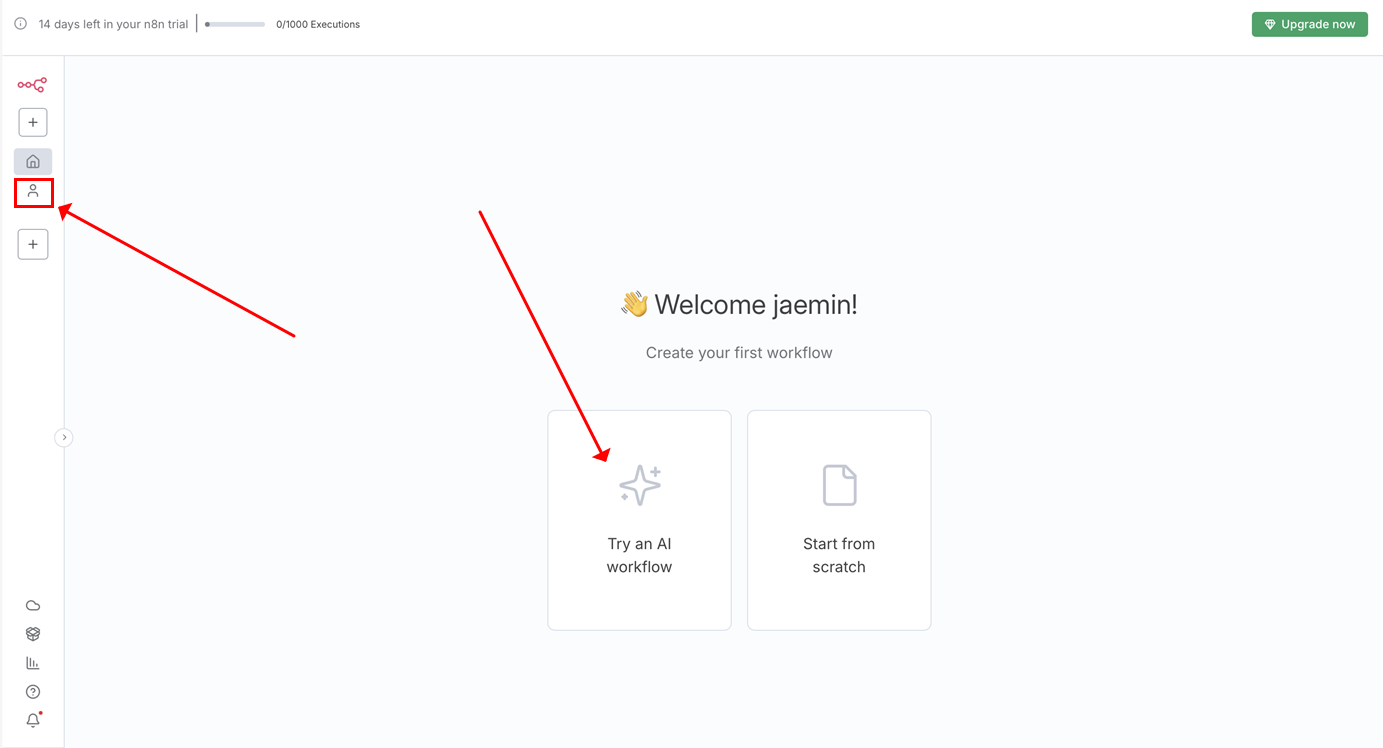 14 days left in your n8n trial
0/1000 Executions
Upgrade now
👋 Welcome jaemin!
Create your first workflow
Try an AI
workflow
Start from
scratch